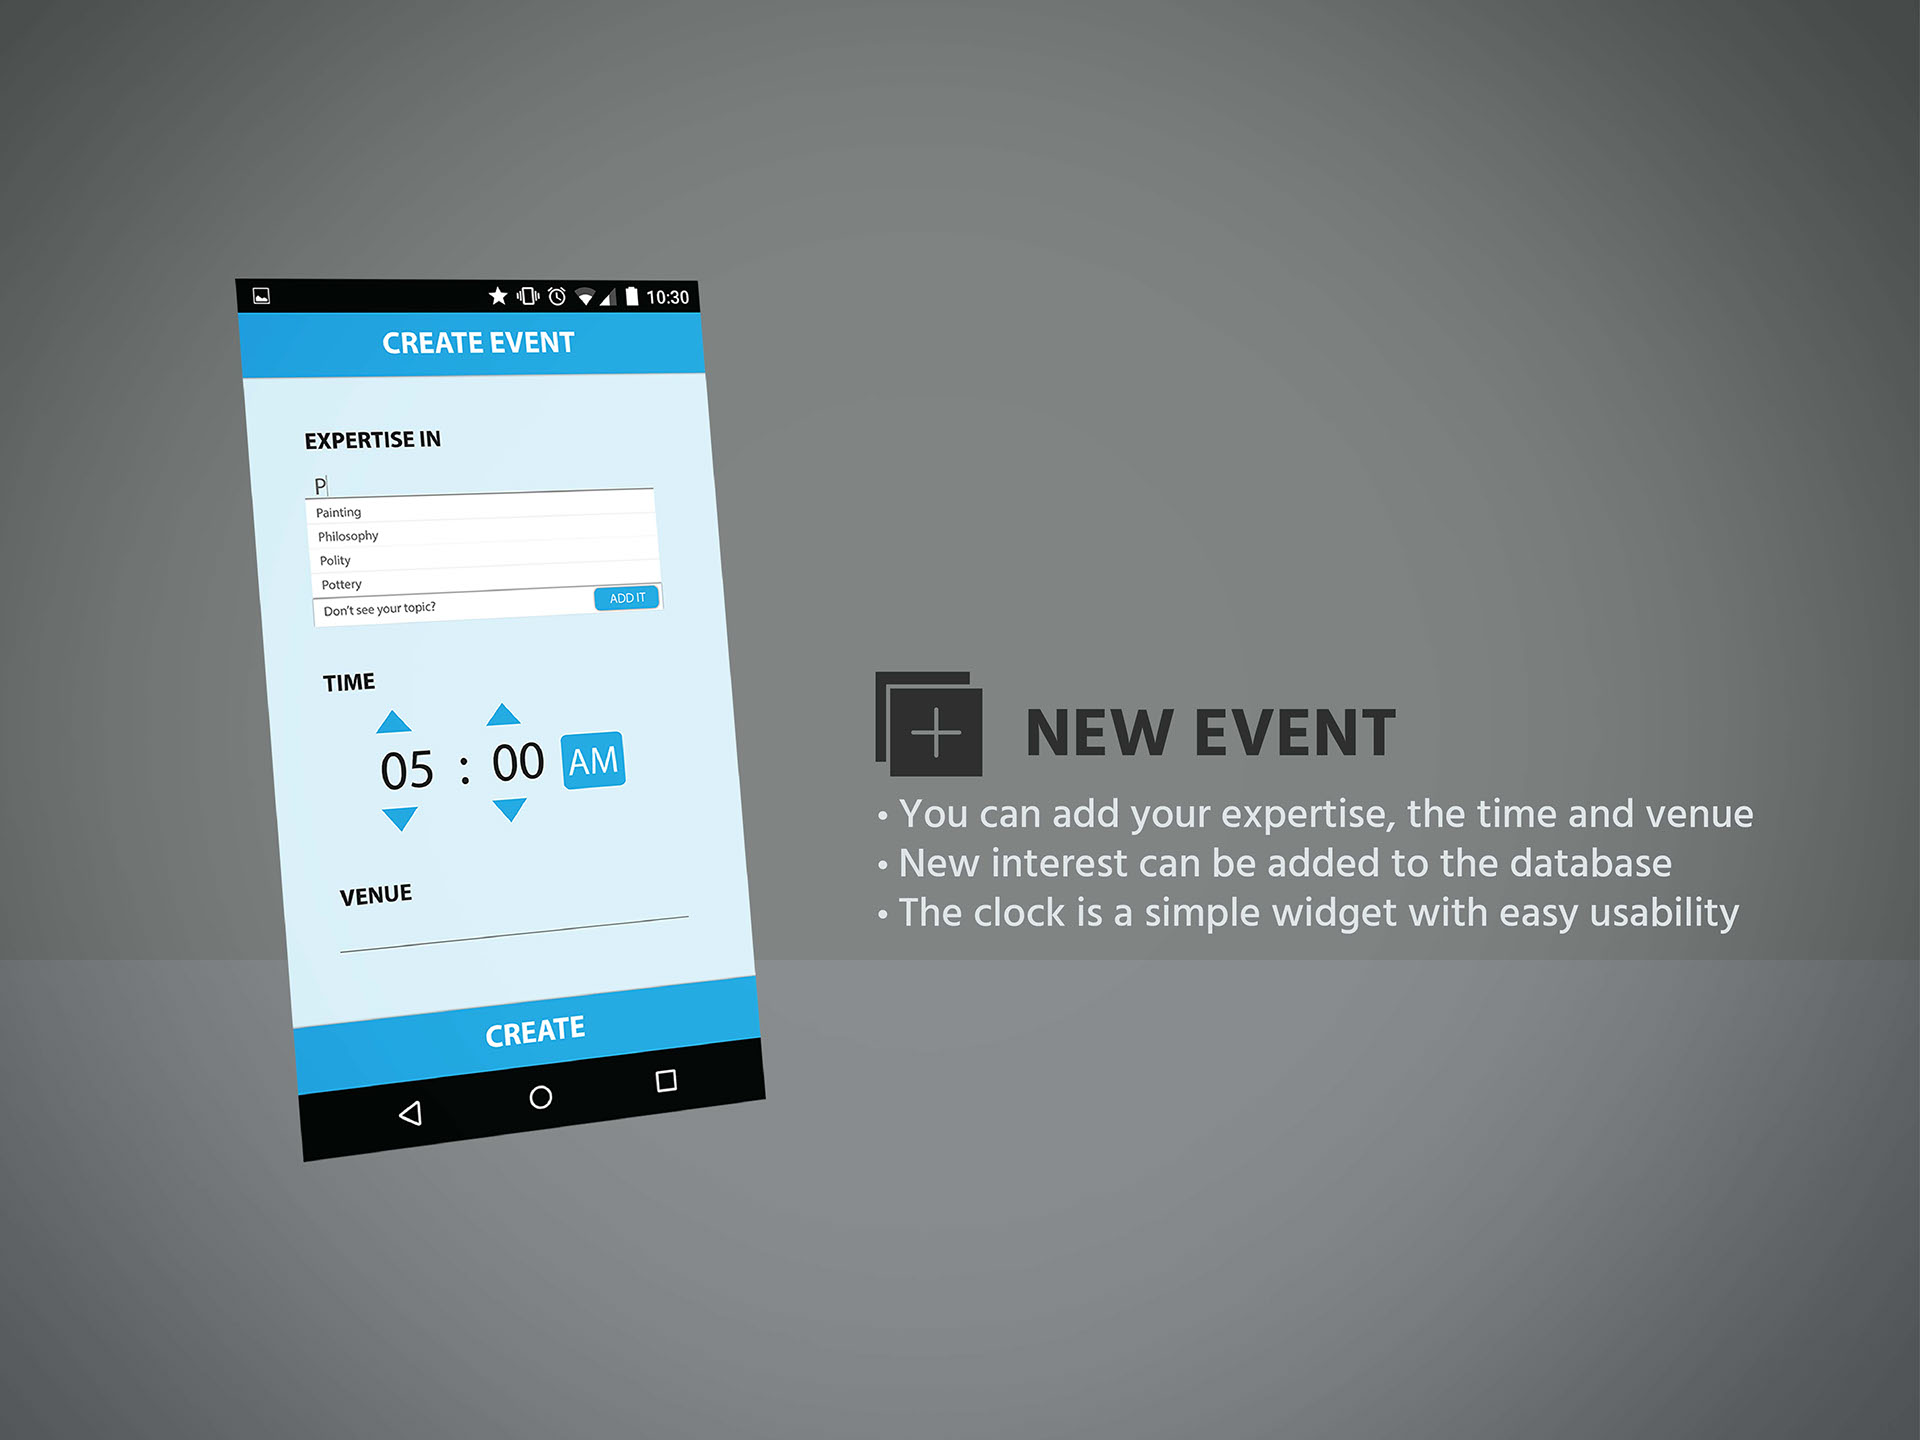 10:30
CREATE EVENT
EXPERTISE IN
P
Painting
Philosophy
Polity
Pottery
Don't see your topic? ADD IT
TIME
05 : 00 AM
VENUE
CREATE
NEW EVENT
• You can add your expertise, the time and venue
• New interest can be added to the database
• The clock is a simple widget with easy usability